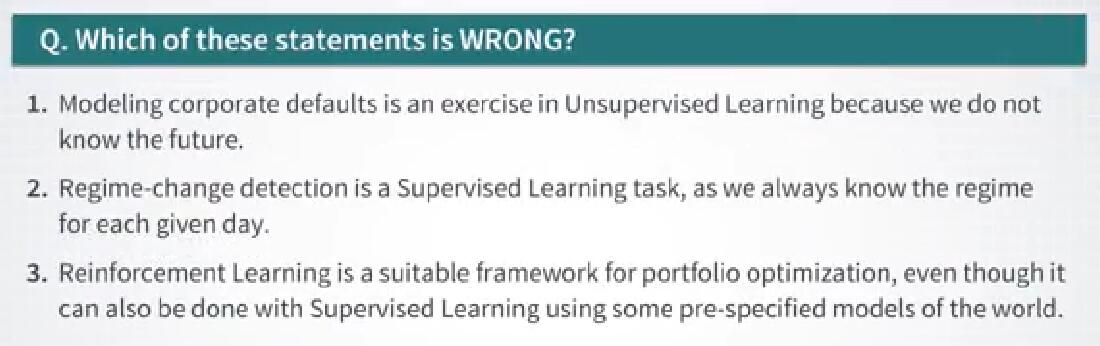 Q. Which of these statements is WRONG?
1. Modeling corporate defaults is an exercise in Unsupervised Learning because we do not
know the future.
2. Regime-change detection is a Supervised Learning task, as we always know the regime
for each given day.
3. Reinforcement Learning is a suitable framework for portfolio optimization, even though it
can also be done with Supervised Learning using some pre-specified models of the world.